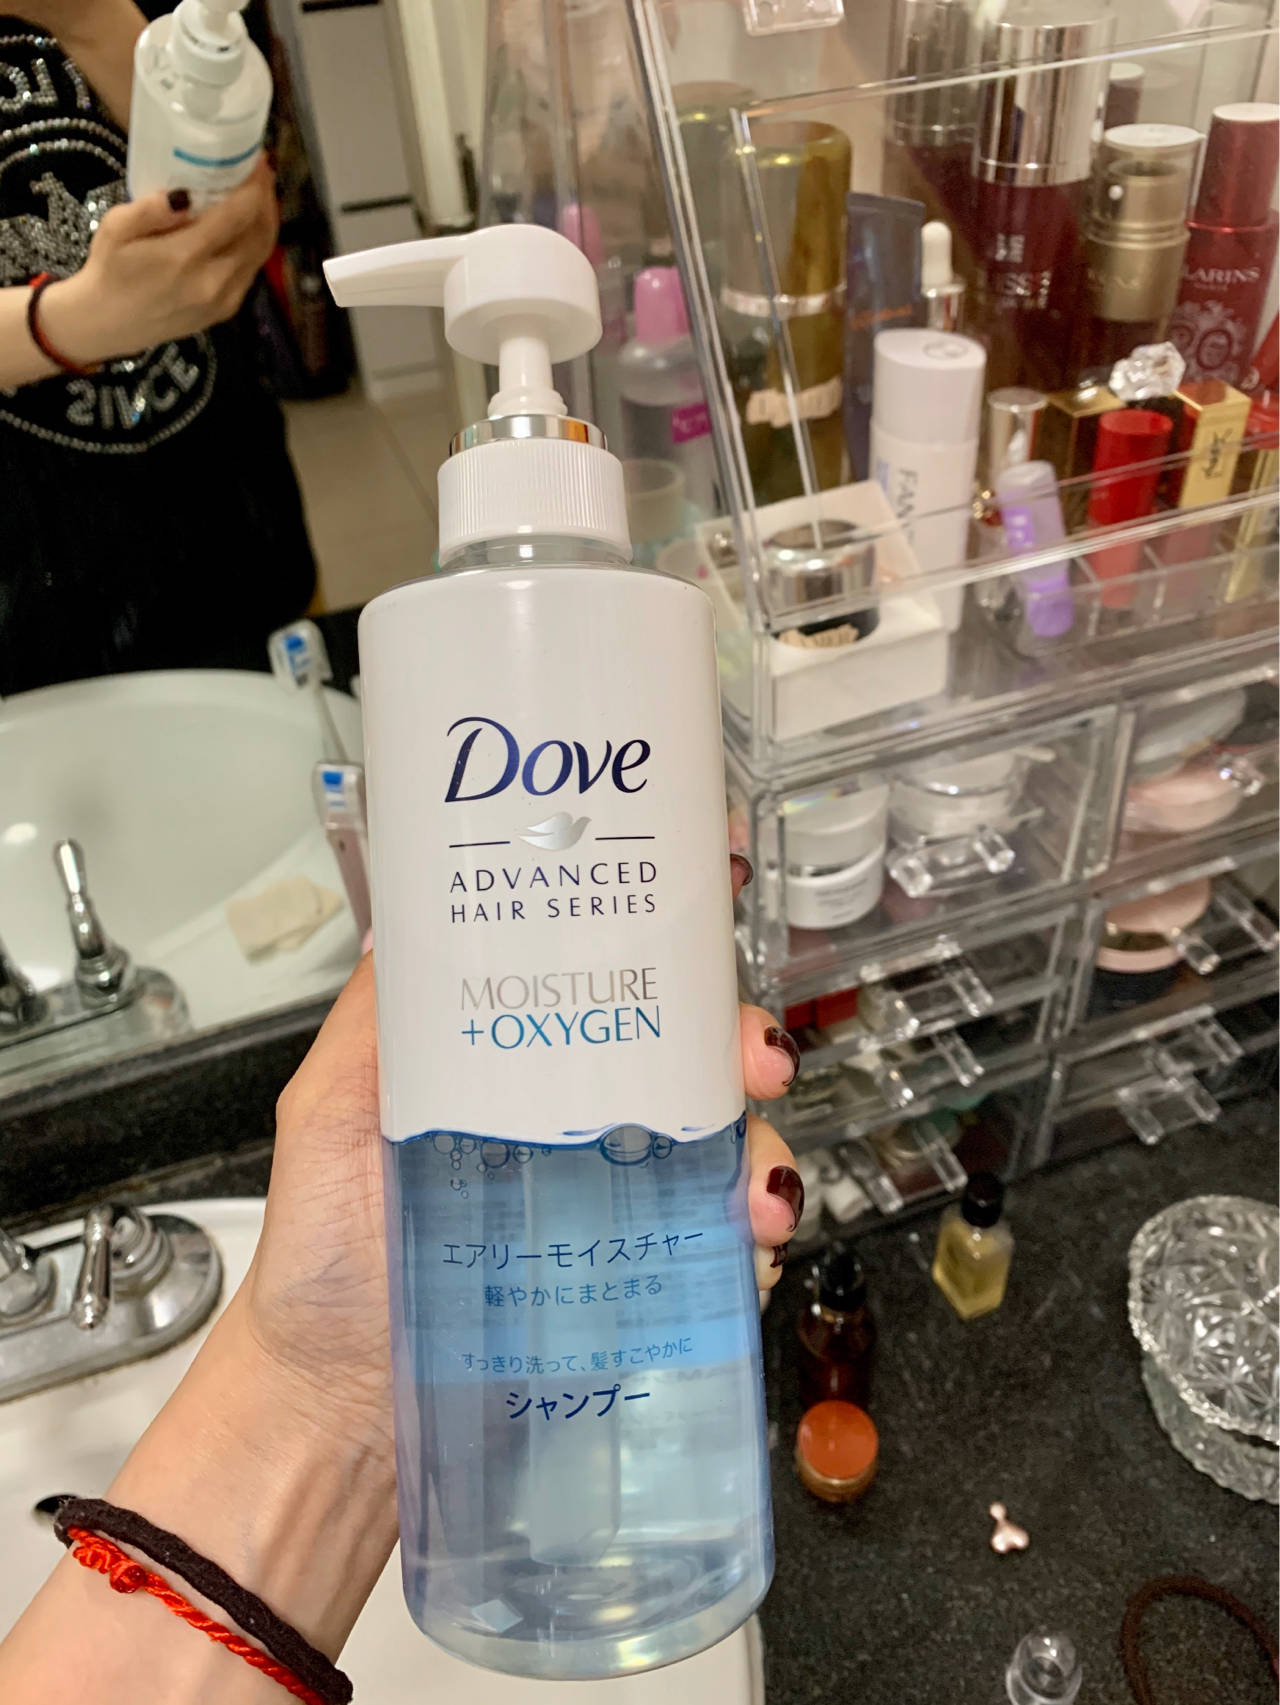 Dove
ADVANCED
HAIR SERIES
MOISTURE
+OXYGEN
エアリーモイスチャー
軽やかにまとまる
すっきり洗って、髪すこやかに
シャンプー
SINCE
CLARINS
FANC